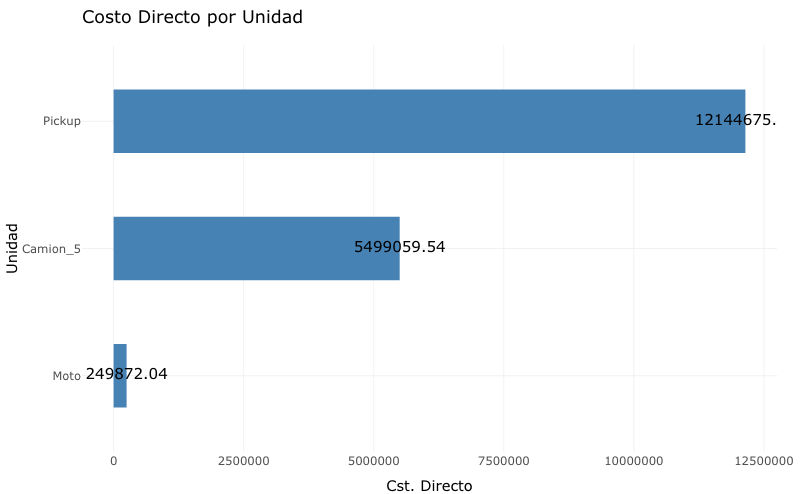 Costo Directo por Unidad
Pickup
12144675.
Camion_5
5499059.54
Moto
249872.04
Unidad
0 2500000 5000000 7500000 10000000 12500000
Cst. Directo